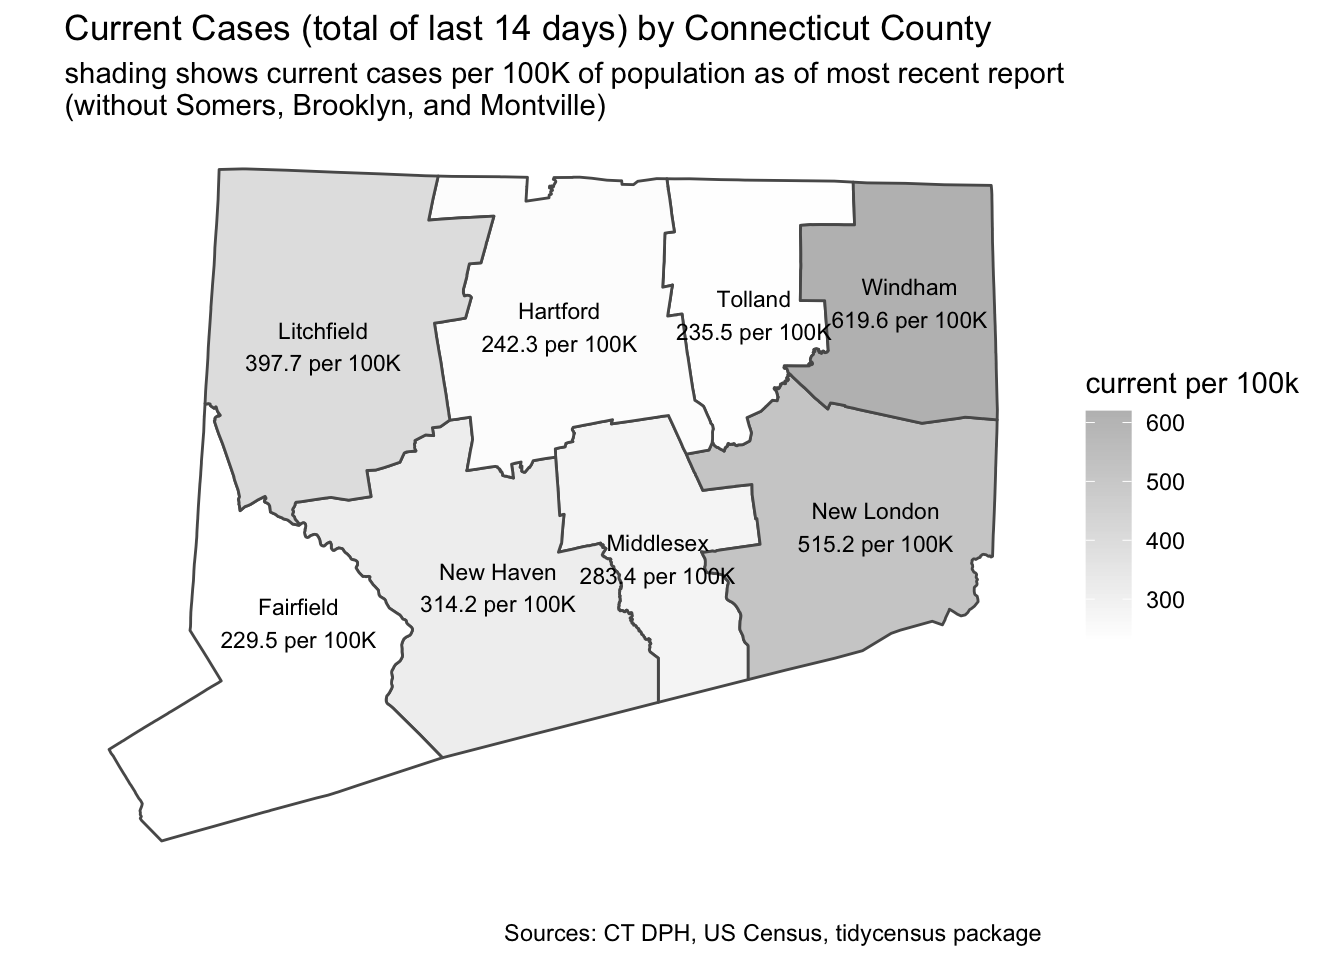 Current Cases (total of last 14 days) by Connecticut County
shading shows current cases per 100K of population as of most recent report
(without Somers, Brooklyn, and Montville)
Litchfield
397.7 per 100K
Hartford
242.3 per 100K
Tolland
235.5 per 100K
Windham
619.6 per 100K
New London
515.2 per 100K
Middlesex
283.4 per 100K
New Haven
314.2 per 100K
Fairfield
229.5 per 100K
current per 100k
600
500
400
300
Sources: CT DPH, US Census, tidycensus package